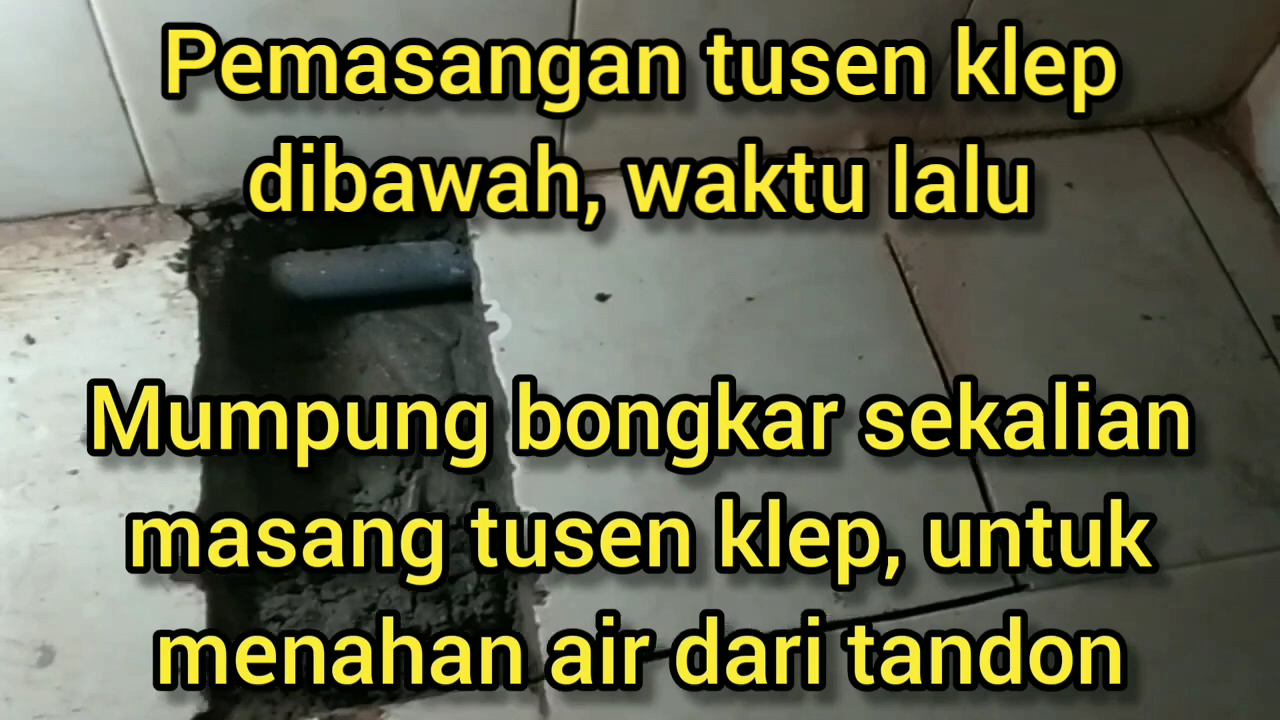 Pemasangan tusen klep
dibawah, waktu lalu
Mumpung bongkar sekalian
masang tusen klep, untuk
menahan air dari tandon